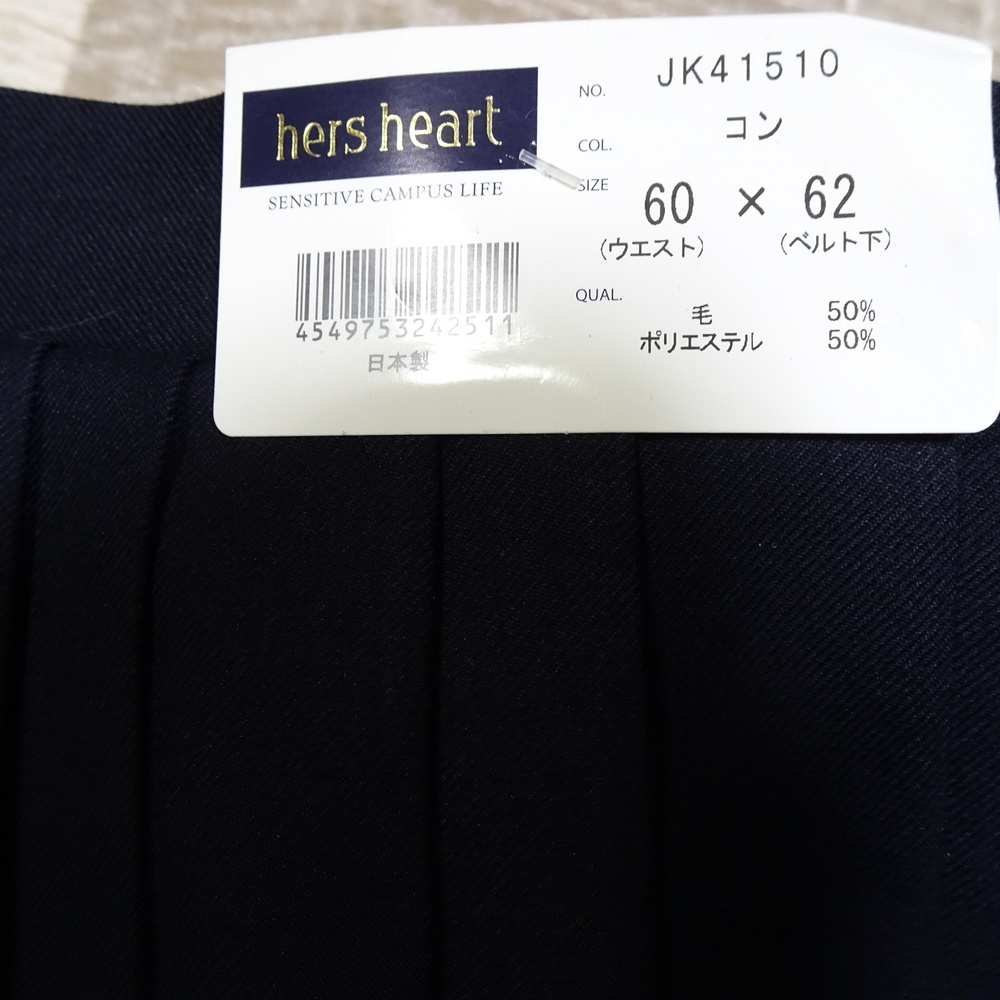 hers heart
SENSITIVE CAMPUS LIFE
4549753242511
日本製
NO. JK41510
COL. コン
SIZE 60 × 62
(ウエスト) (ベルト下)
QUAL.
毛 50%
ポリエステル 50%